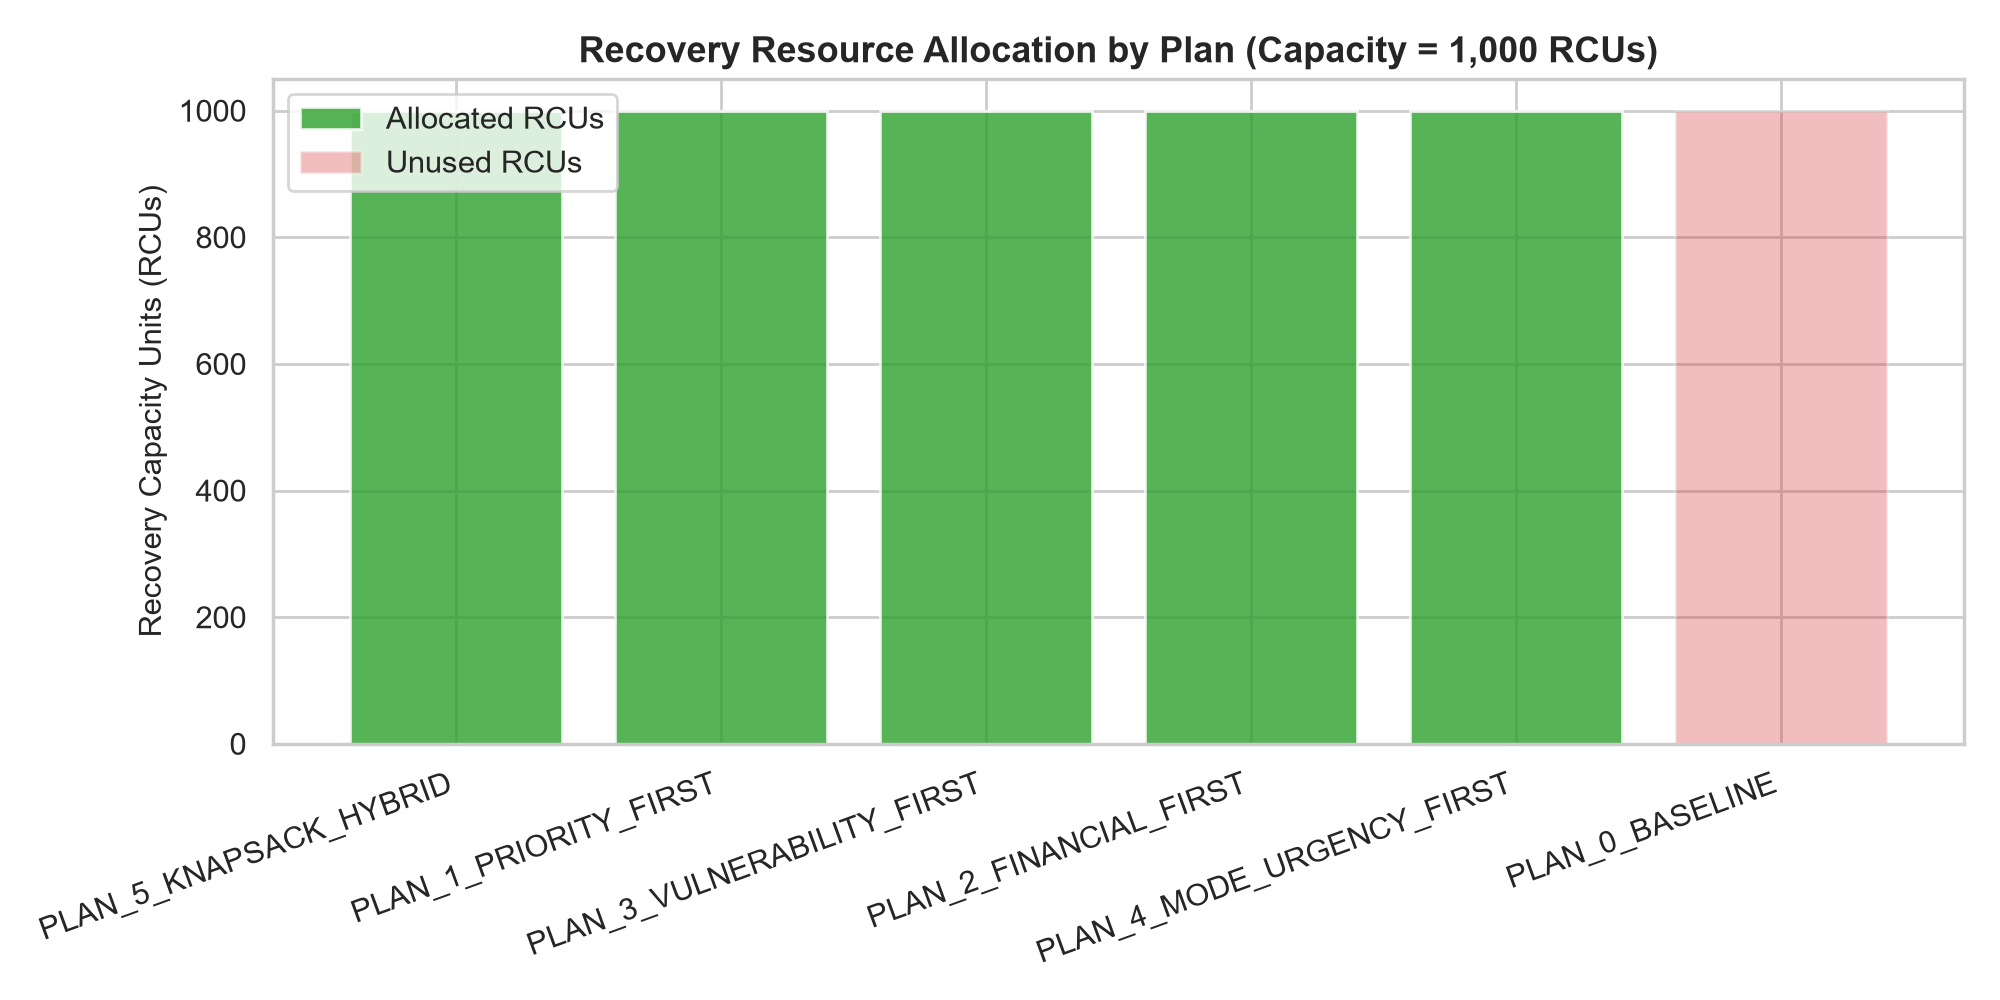 Recovery Resource Allocation by Plan (Capacity = 1,000 RCUs)
Allocated RCUs
Unused RCUs
Recovery Capacity Units (RCUs)
1000
800
600
400
200
0
PLAN_5_KNAPSACK_HYBRID
PLAN_1_PRIORITY_FIRST
PLAN_3_VULNERABILITY_FIRST
PLAN_2_FINANCIAL_FIRST
PLAN_4_MODE_URGENCY_FIRST
PLAN_0_BASELINE